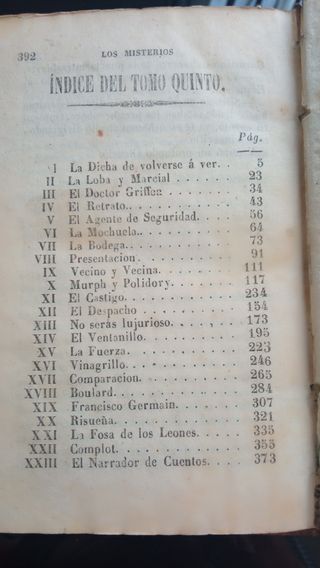 392 LOS MISTERIOS
ÍNDICE DEL TOMO QUINTO.
Pág.
I La Dicha de volverse á ver. . 5
II La Loba y Marcial . . . . . . 23
III El Doctor Griffen . . . . . . 34
IV El Retrato. . . . . . . . . . 43
V El Agente de Seguridad. . . . 56
VI La Mochuelo. . . . . . . . . 64
VII La Bodega. . . . . . . . . . 73
VIII Presentacion . . . . . . . . 91
IX Vecino y Vecina . . . . . . . 111
X Murph y Polidory . . . . . . 117
XI El Castigo . . . . . . . . . 234
XII El Despacho . . . . . . . . 154
XIII No serás lujurioso. . . . . 173
XIV El Ventanillo . . . . . . . 195
XV La Fuerza. . . . . . . . . . 223
XVI Vinagrillo . . . . . . . . . 246
XVII Comparacion . . . . . . . . 265
XVIII Boulard. . . . . . . . . . 284
XIX Francisco Germain . . . . . 307
XX Risueña. . . . . . . . . . . 321
XXI La Fosa de los Leones. . . . 335
XXII Complot. . . . . . . . . . 355
XXIII El Narrador de Cuentos. . . . 373